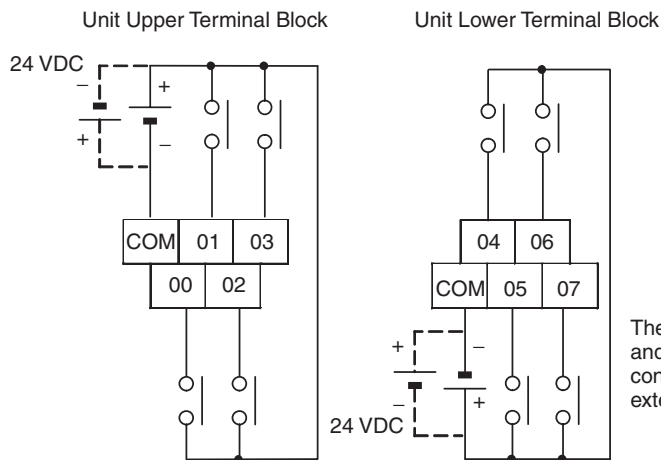 Unit Upper Terminal Block
Unit Lower Terminal Block
24 VDC
– +
+ –
COM 01 03
00 02
04 06
COM 05 07
+ –
– +
24 VDC
The
and
con
exte